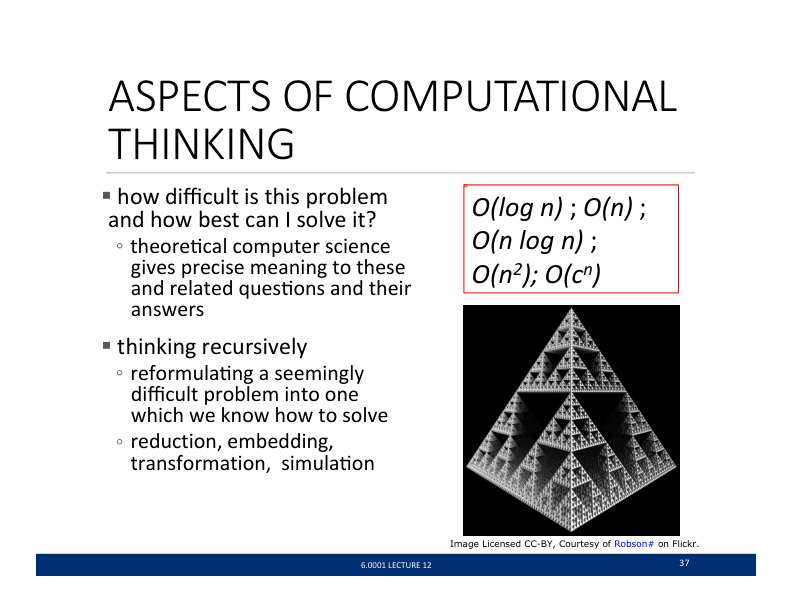 ASPECTS OF COMPUTATIONAL
THINKING
▪ how difficult is this problem
and how best can I solve it?
◦ theoretical computer science
gives precise meaning to these
and related questions and their
answers
▪ thinking recursively
◦ reformulating a seemingly
difficult problem into one
which we know how to solve
◦ reduction, embedding,
transformation, simulation
O(log n) ; O(n) ;
O(n log n) ;
O(n²); O(cⁿ)
Image Licensed CC-BY, Courtesy of Robson# on Flickr.
6.0001 LECTURE 12
37